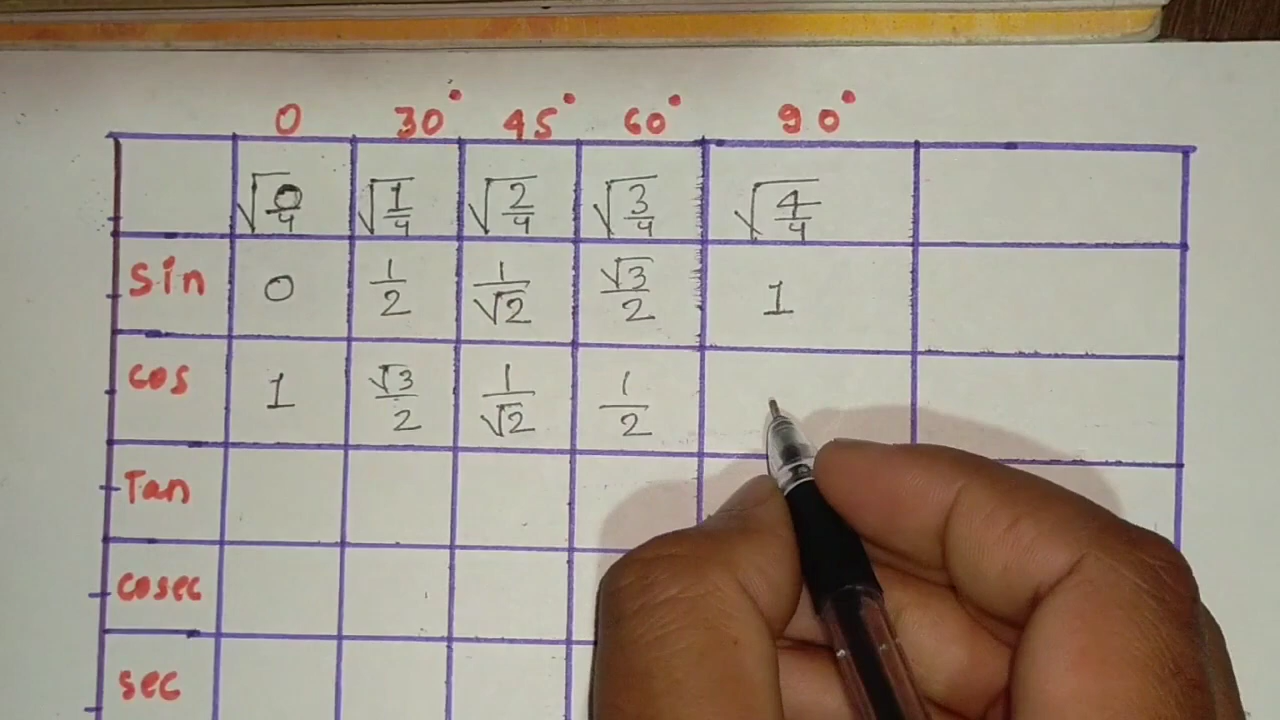 0 30° 45° 60° 90°
√0/4 √1/4 √2/4 √3/4 √4/4
Sin 0 1/2 1/√2 √3/2 1
cos 1 √3/2 1/√2 1/2
Tan
cosec
sec